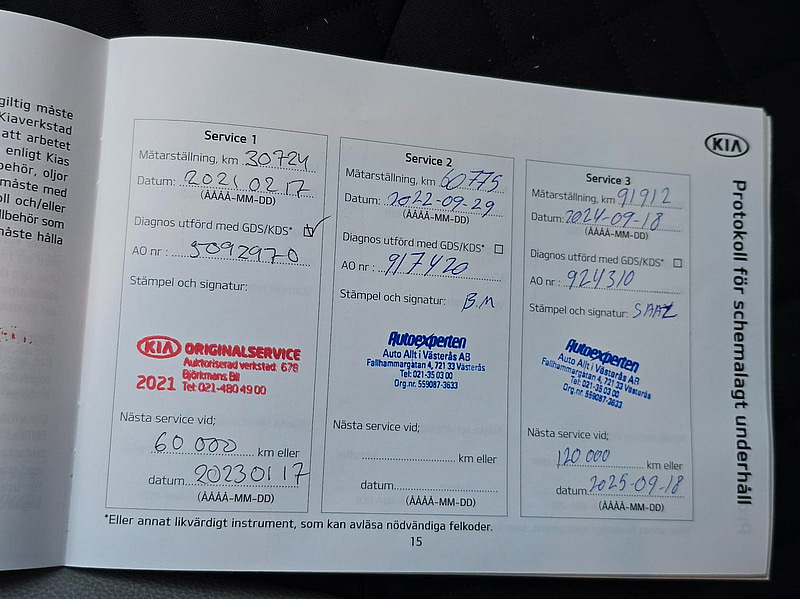 giltig måste
Kiaverkstad
att arbetet
enligt Kias
behör, oljor
måste med
oll och/eller
llbehör som
måste hålla
KIA
Protokoll för schemalagt underhåll
Service 1
Mätarställning, km 30724
Datum: 20210217
(ÅÅÅÅ-MM-DD)
Diagnos utförd med GDS/KDS*
AO nr : 5092970
Stämpel och signatur:
KIA ORIGINALSERVICE
Auktoriserad verkstad: 676
Björkmans Bil
2021 Tel: 021-480 49 00
Nästa service vid;
60 000 km eller
datum 20230117
(ÅÅÅÅ-MM-DD)
Service 2
Mätarställning, km 60775
Datum: 2022-09-29
(ÅÅÅÅ-MM-DD)
Diagnos utförd med GDS/KDS*
AO nr : 917420
Stämpel och signatur: B.M
Autoexperten
Auto Allt i Västerås AB
Fallhammargatan 4, 721 33 Västerås
Tel: 021-35 03 00
Org.nr. 559087-3633
Nästa service vid;
km eller
datum
(ÅÅÅÅ-MM-DD)
Service 3
Mätarställning, km 91912
Datum: 2024-09-18
(ÅÅÅÅ-MM-DD)
Diagnos utförd med GDS/KDS*
AO nr : 924310
Stämpel och signatur:
Autoexperten
Auto Allt i Västerås AB
Fallhammargatan 4, 721 33 Västerås
Tel: 021-35 03 00
Org.nr. 559087-3633
Nästa service vid;
120 000 km eller
datum 2025-09-18
(ÅÅÅÅ-MM-DD)
*Eller annat likvärdigt instrument, som kan avläsa nödvändiga felkoder.
15